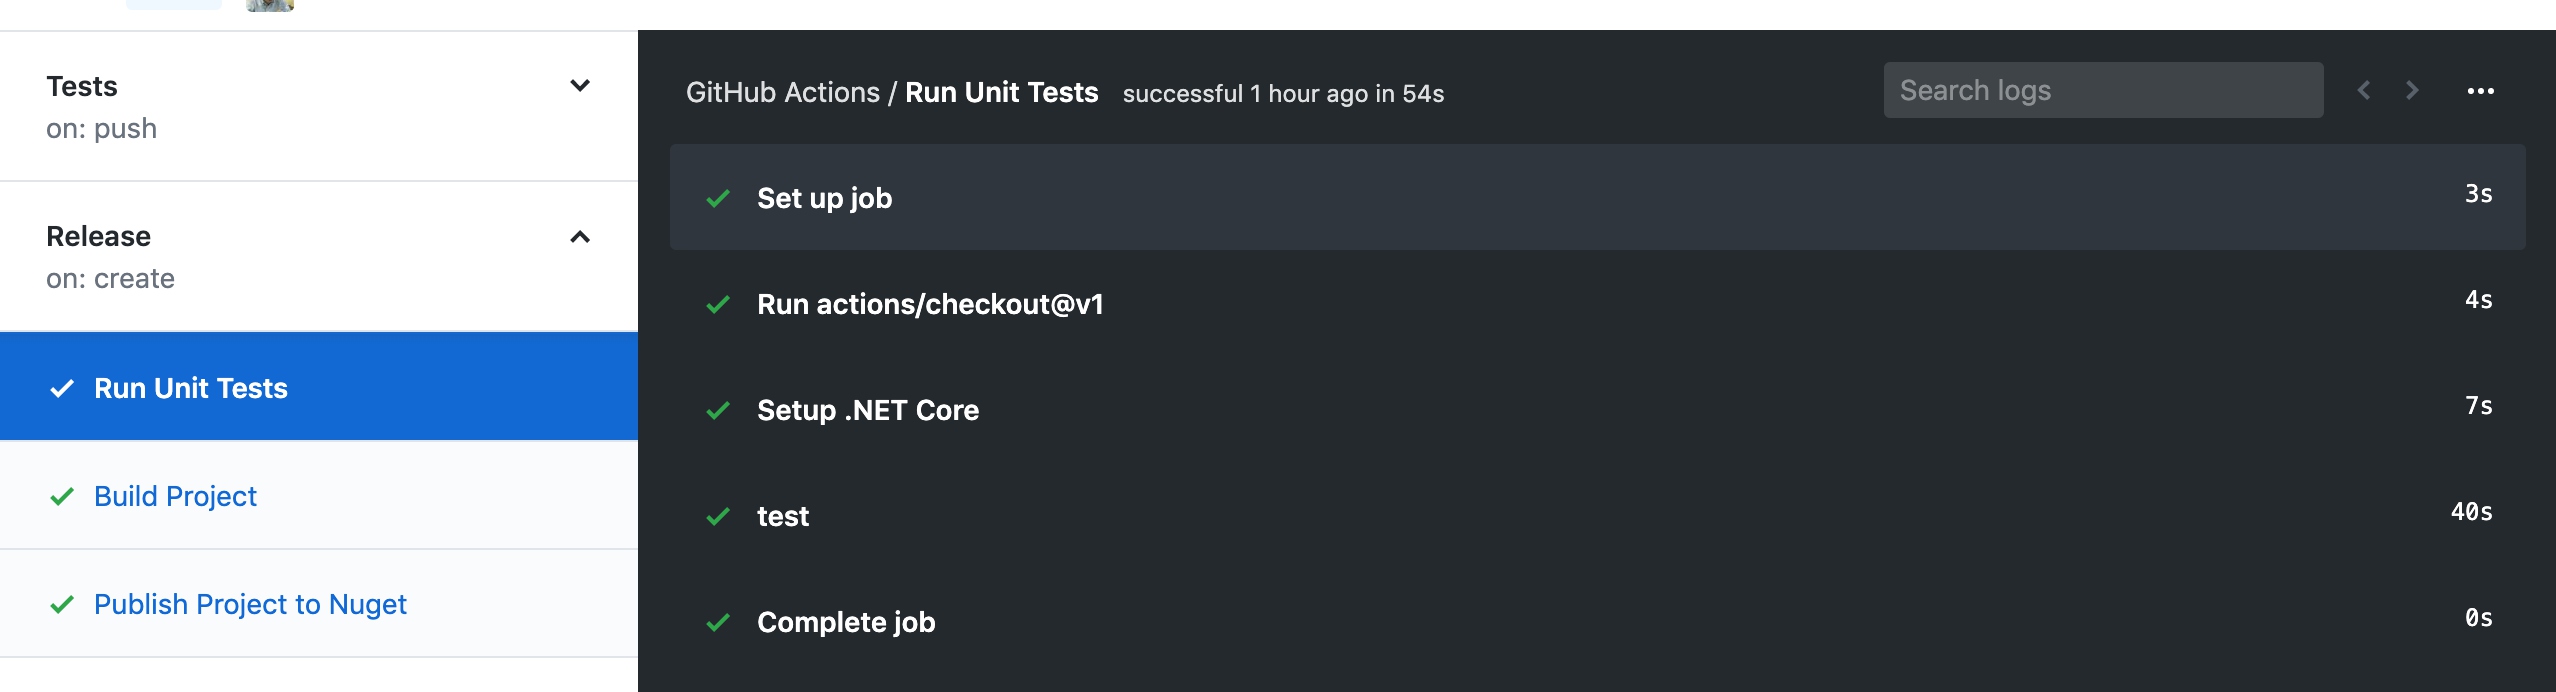 Tests
on: push
Release
on: create
Run Unit Tests
Build Project
Publish Project to Nuget
GitHub Actions / Run Unit Tests successful 1 hour ago in 54s
Search logs
Set up job 3s
Run actions/checkout@v1 4s
Setup .NET Core 7s
test 40s
Complete job 0s